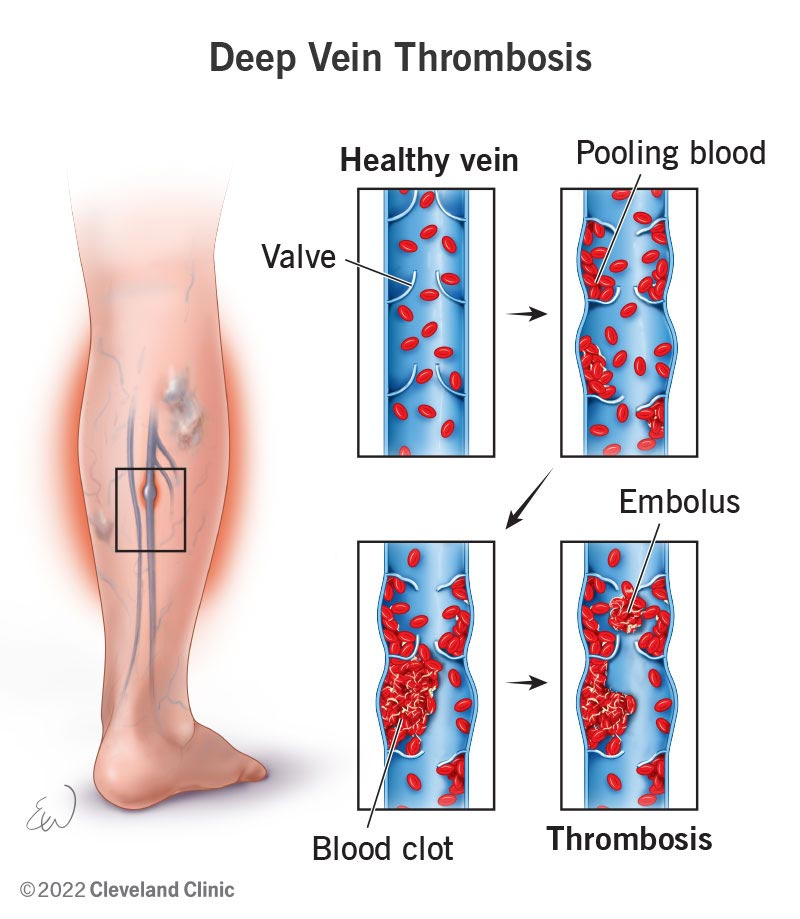 Deep Vein Thrombosis
Healthy vein
Pooling blood
Valve
Embolus
Blood clot
Thrombosis
©2022 Cleveland Clinic